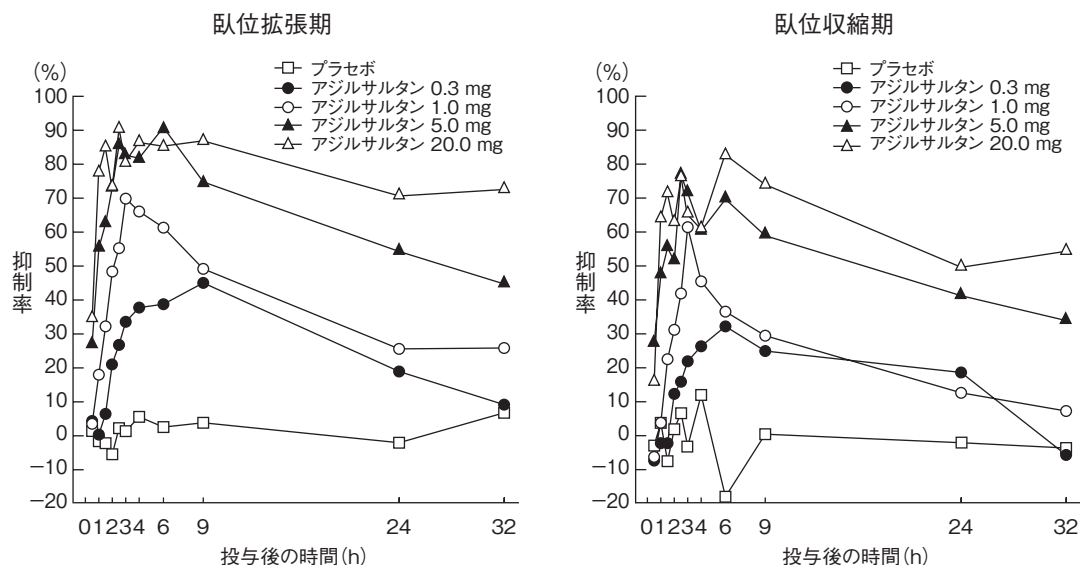 臥位拡張期
(%)
プラセボ
アジルサルタン 0.3 mg
アジルサルタン 1.0 mg
アジルサルタン 5.0 mg
アジルサルタン 20.0 mg
100
90
80
70
60
50
40
30
20
10
0
−10
−20
抑制率
0 1 2 3 4 6 9 24 32
投与後の時間(h)
臥位収縮期
(%)
プラセボ
アジルサルタン 0.3 mg
アジルサルタン 1.0 mg
アジルサルタン 5.0 mg
アジルサルタン 20.0 mg
100
90
80
70
60
50
40
30
20
10
0
−10
−20
抑制率
0 1 2 3 4 6 9 24 32
投与後の時間(h)